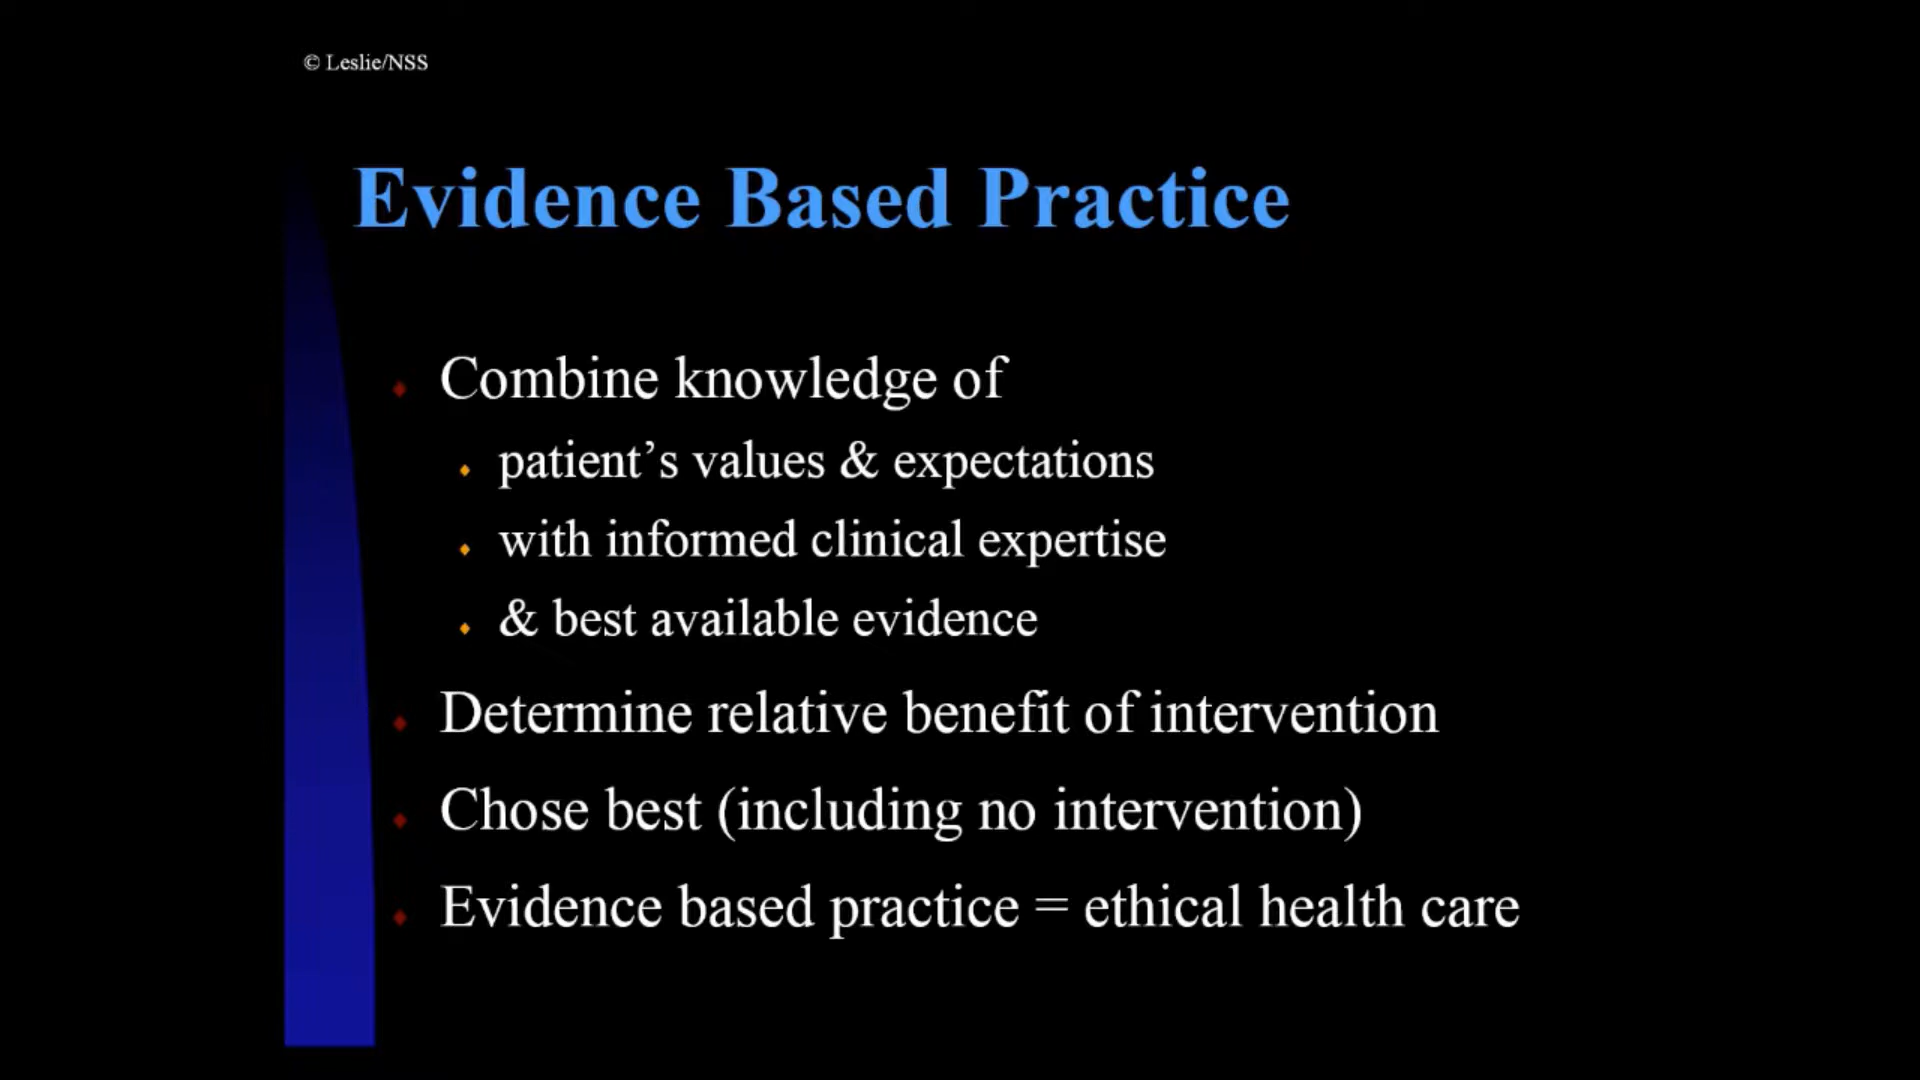 © Leslie/NSS
Evidence Based Practice
Combine knowledge of
patient’s values & expectations
with informed clinical expertise
& best available evidence
Determine relative benefit of intervention
Chose best (including no intervention)
Evidence based practice = ethical health care